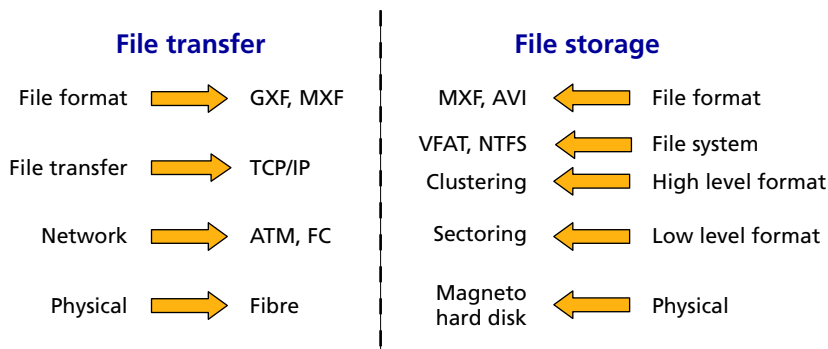 File transfer
File format GXF, MXF
File transfer TCP/IP
Network ATM, FC
Physical Fibre
File storage
MXF, AVI File format
VFAT, NTFS File system
Clustering High level format
Sectoring Low level format
Magneto
hard disk Physical